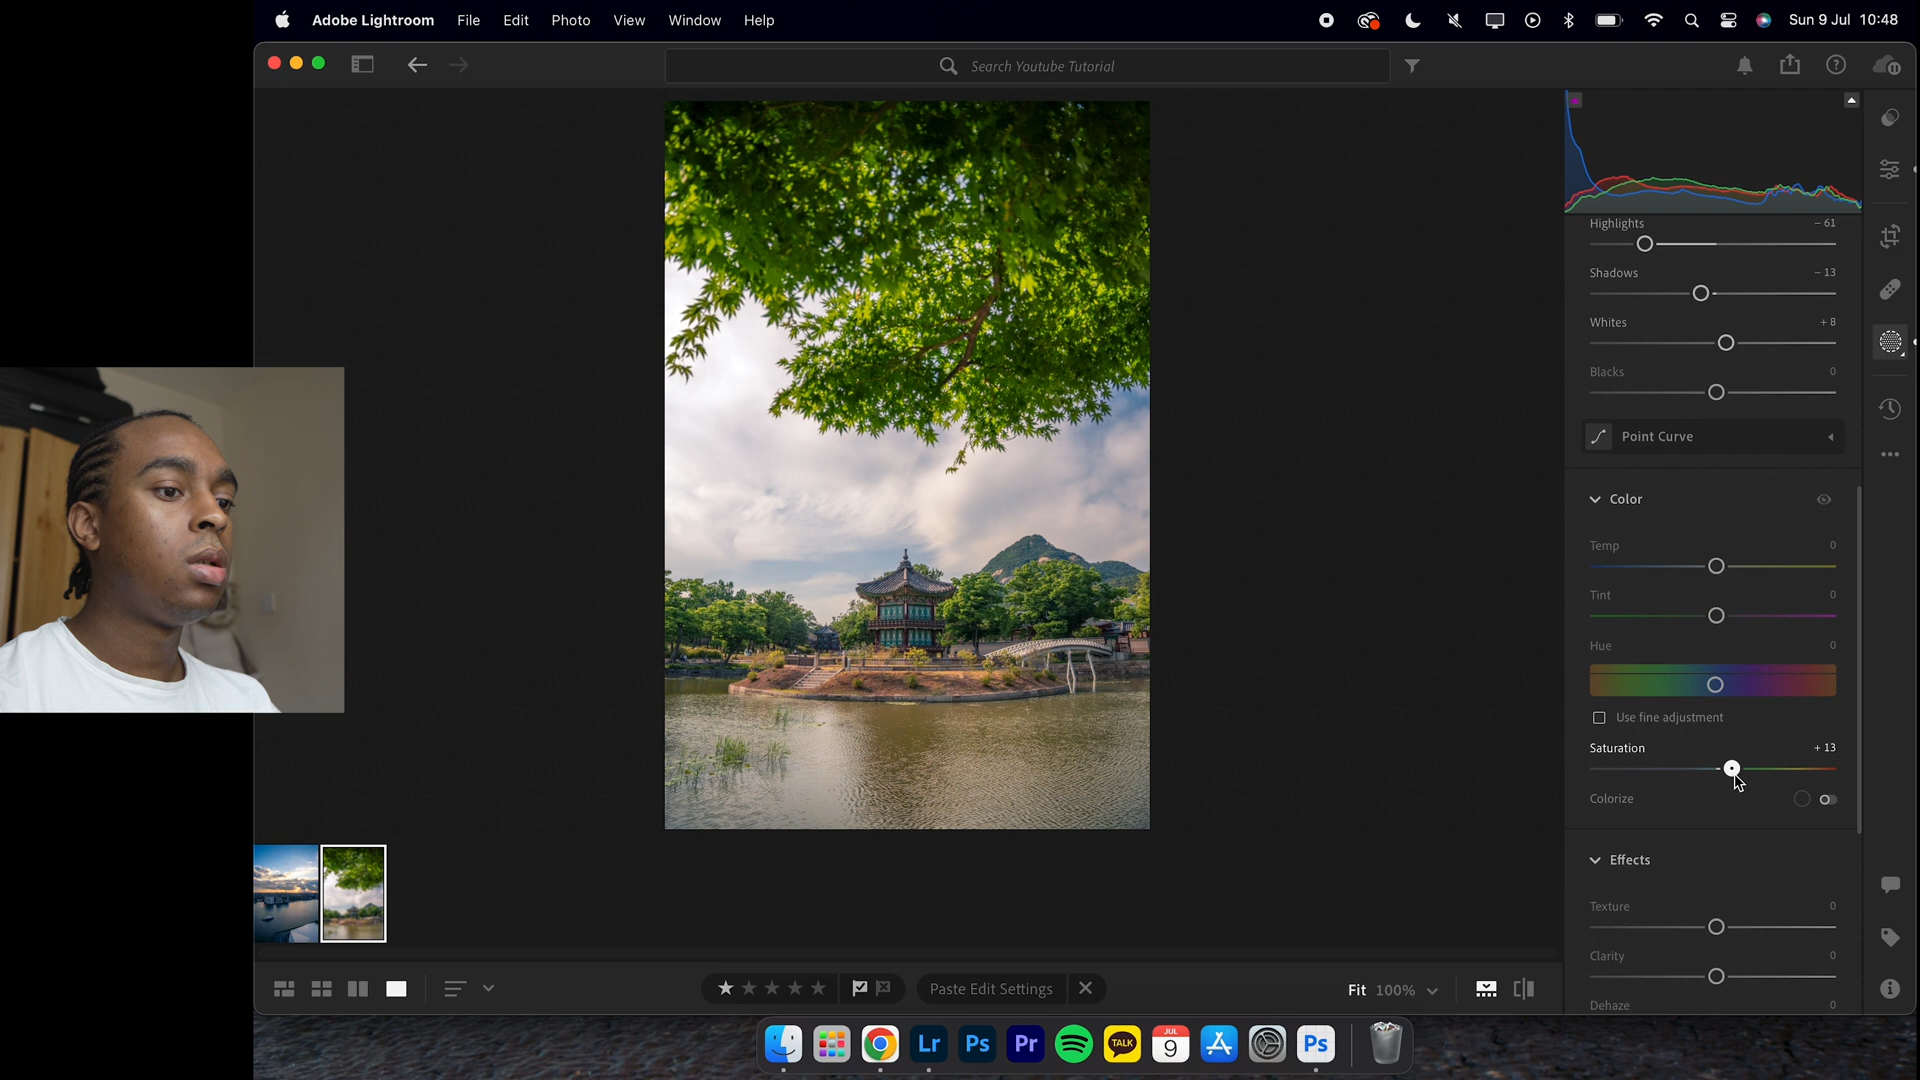 Adobe Lightroom File Edit Photo View Window Help Sun 9 Jul 10:48
Search Youtube Tutorial
Highlights − 61
Shadows − 13
Whites + 8
Blacks 0
Point Curve
Color
Temp 0
Tint 0
Hue 0
Use fine adjustment
Saturation + 13
Colorize
Effects
Texture 0
Clarity 0
Dehaze 0
Paste Edit Settings Fit 100%
Lr Ps Pr TALK JUL 9 Ps